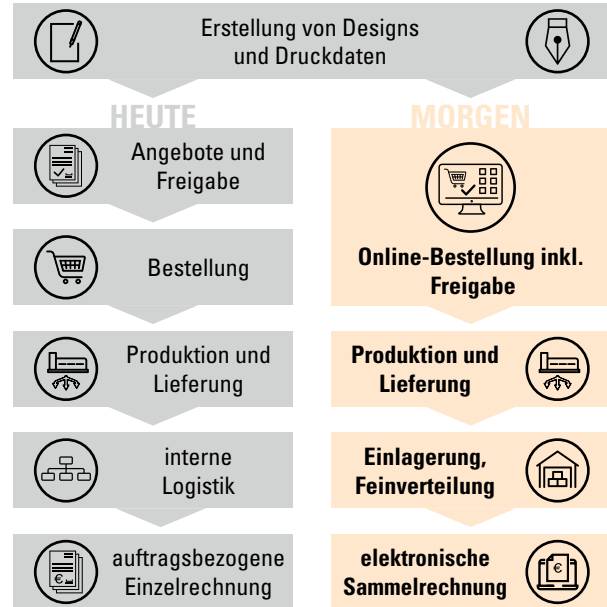 Erstellung von Designs
und Druckdaten
HEUTE
Angebote und
Freigabe
Bestellung
Produktion und
Lieferung
interne
Logistik
auftragsbezogene
Einzelrechnung
MORGEN
Online-Bestellung inkl.
Freigabe
Produktion und
Lieferung
Einlagerung,
Feinverteilung
elektronische
Sammelrechnung